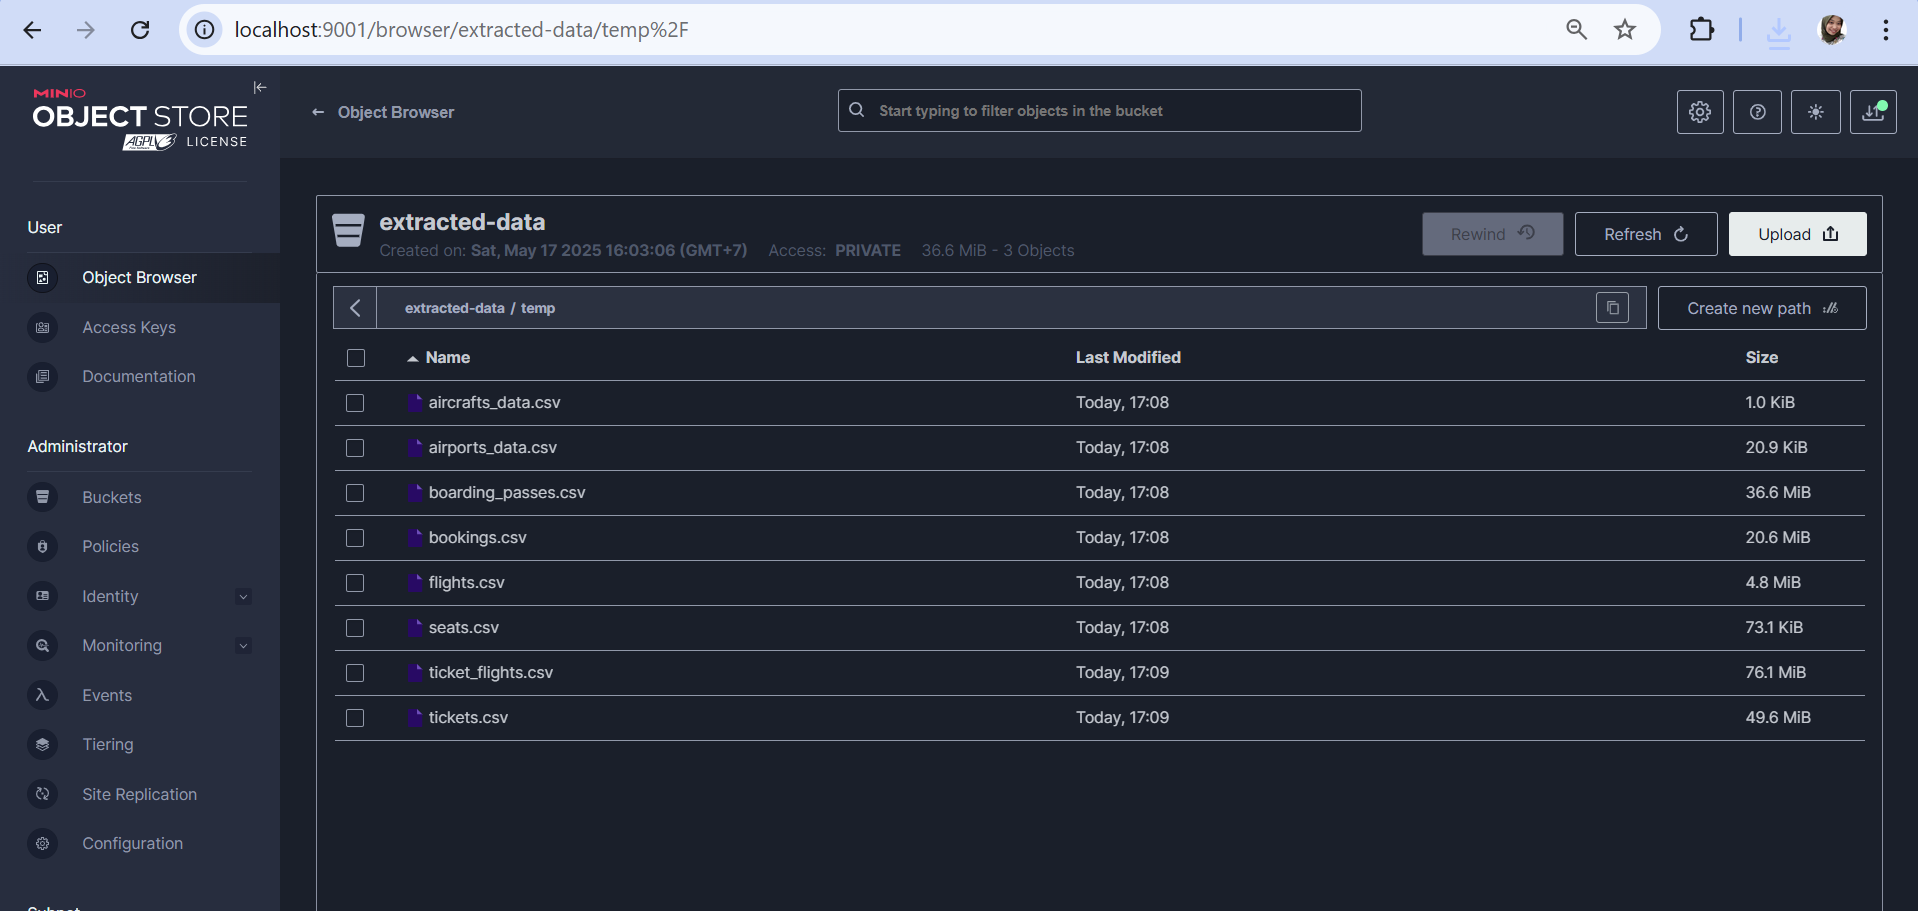 localhost:9001/browser/extracted-data/temp%2F
MINIO
OBJECT STORE
AGPL v3 LICENSE
Object Browser
Start typing to filter objects in the bucket
User
Object Browser
Access Keys
Documentation
Administrator
Buckets
Policies
Identity
Monitoring
Events
Tiering
Site Replication
Configuration
extracted-data
Created on: Sat, May 17 2025 16:03:06 (GMT+7) Access: PRIVATE 36.6 MiB - 3 Objects
Rewind
Refresh
Upload
extracted-data / temp
Create new path
Name Last Modified Size
aircrafts_data.csv Today, 17:08 1.0 KiB
airports_data.csv Today, 17:08 20.9 KiB
boarding_passes.csv Today, 17:08 36.6 MiB
bookings.csv Today, 17:08 20.6 MiB
flights.csv Today, 17:08 4.8 MiB
seats.csv Today, 17:08 73.1 KiB
ticket_flights.csv Today, 17:09 76.1 MiB
tickets.csv Today, 17:09 49.6 MiB